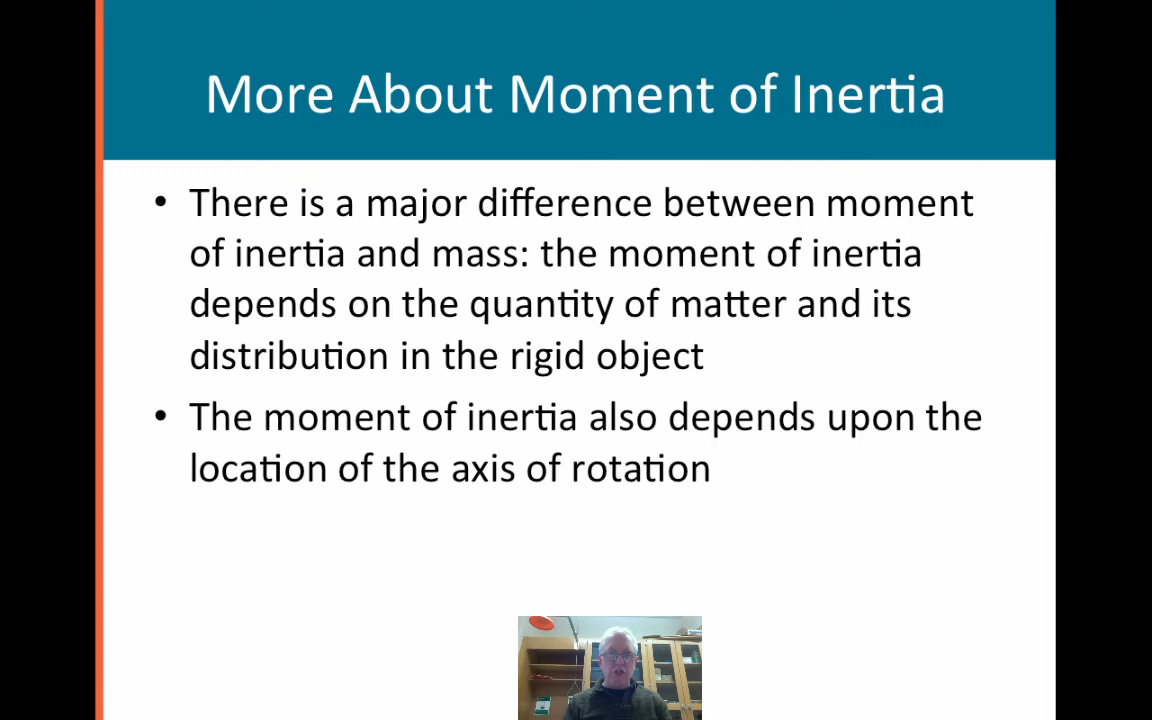 More About Moment of Inertia
• There is a major difference between moment
of inertia and mass: the moment of inertia
depends on the quantity of matter and its
distribution in the rigid object
• The moment of inertia also depends upon the
location of the axis of rotation